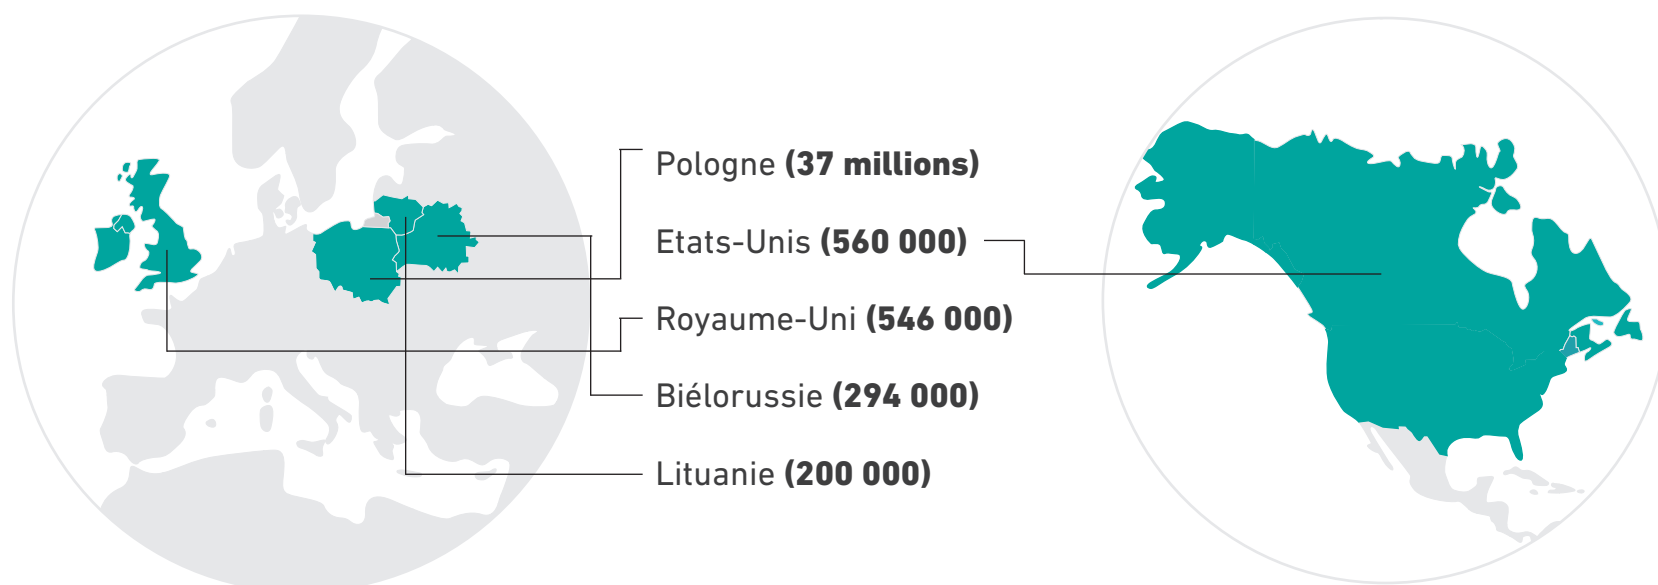 Pologne (37 millions)
Etats-Unis (560 000)
Royaume-Uni (546 000)
Biélorussie (294 000)
Lituanie (200 000)